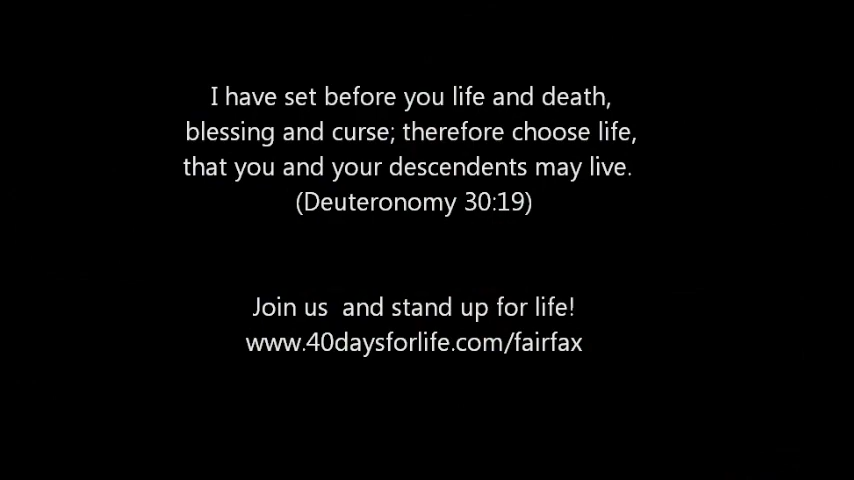 I have set before you life and death,
blessing and curse; therefore choose life,
that you and your descendents may live.
(Deuteronomy 30:19)
Join us  and stand up for life!
www.40daysforlife.com/fairfax